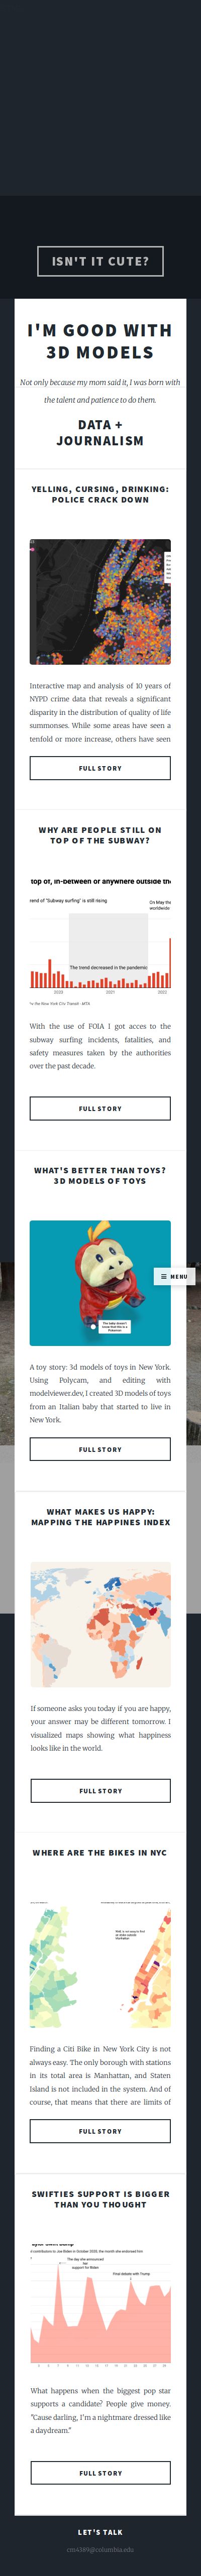 ISN'T IT CUTE?
I'M GOOD WITH
3D MODELS
Not only because my mom said it, I was born with
the talent and patience to do them.
DATA +
JOURNALISM
YELLING, CURSING, DRINKING:
POLICE CRACK DOWN
Interactive map and analysis of 10 years of
NYPD crime data that reveals a significant
disparity in the distribution of quality of life
summonses. While some areas have seen a
tenfold or more increase, others have seen
FULL STORY
WHY ARE PEOPLE STILL ON
TOP OF THE SUBWAY?
top of, in-between or anywhere outside th
rend of "Subway surfing" is still rising
On May th
worldwide
The trend decreased in the pandemic
2020
2021
2022
With the use of FOIA I got acces to the
subway surfing incidents, fatalities, and
safety measures taken by the authorities
over the past decade.
FULL STORY
WHAT'S BETTER THAN TOYS?
3D MODELS OF TOYS
MENU
A toy story: 3d models of toys in New York.
Using Polycam, and editing with
modelviewer.dev, I created 3D models of toys
from an Italian baby that started to live in
New York.
FULL STORY
WHAT MAKES US HAPPY:
MAPPING THE HAPPINES INDEX
If someone asks you today if you are happy,
your answer may be different tomorrow. I
visualized maps showing what happiness
looks like in the world.
FULL STORY
WHERE ARE THE BIKES IN NYC
Finding a Citi Bike in New York City is not
always easy. The only borough with stations
in its total area is Manhattan, and Staten
Island is not included in the system. And of
course, that means that there are limits of
FULL STORY
SWIFTIES SUPPORT IS BIGGER
THAN YOU THOUGHT
d contributions to Joe Biden in October 2020, the month she endorsed him
The day she announced
her
support for Biden
Final debate with Trump
What happens when the biggest pop star
supports a candidate? People give money.
"Cause darling, I'm a nightmare dressed like
a daydream."
FULL STORY
LET'S TALK